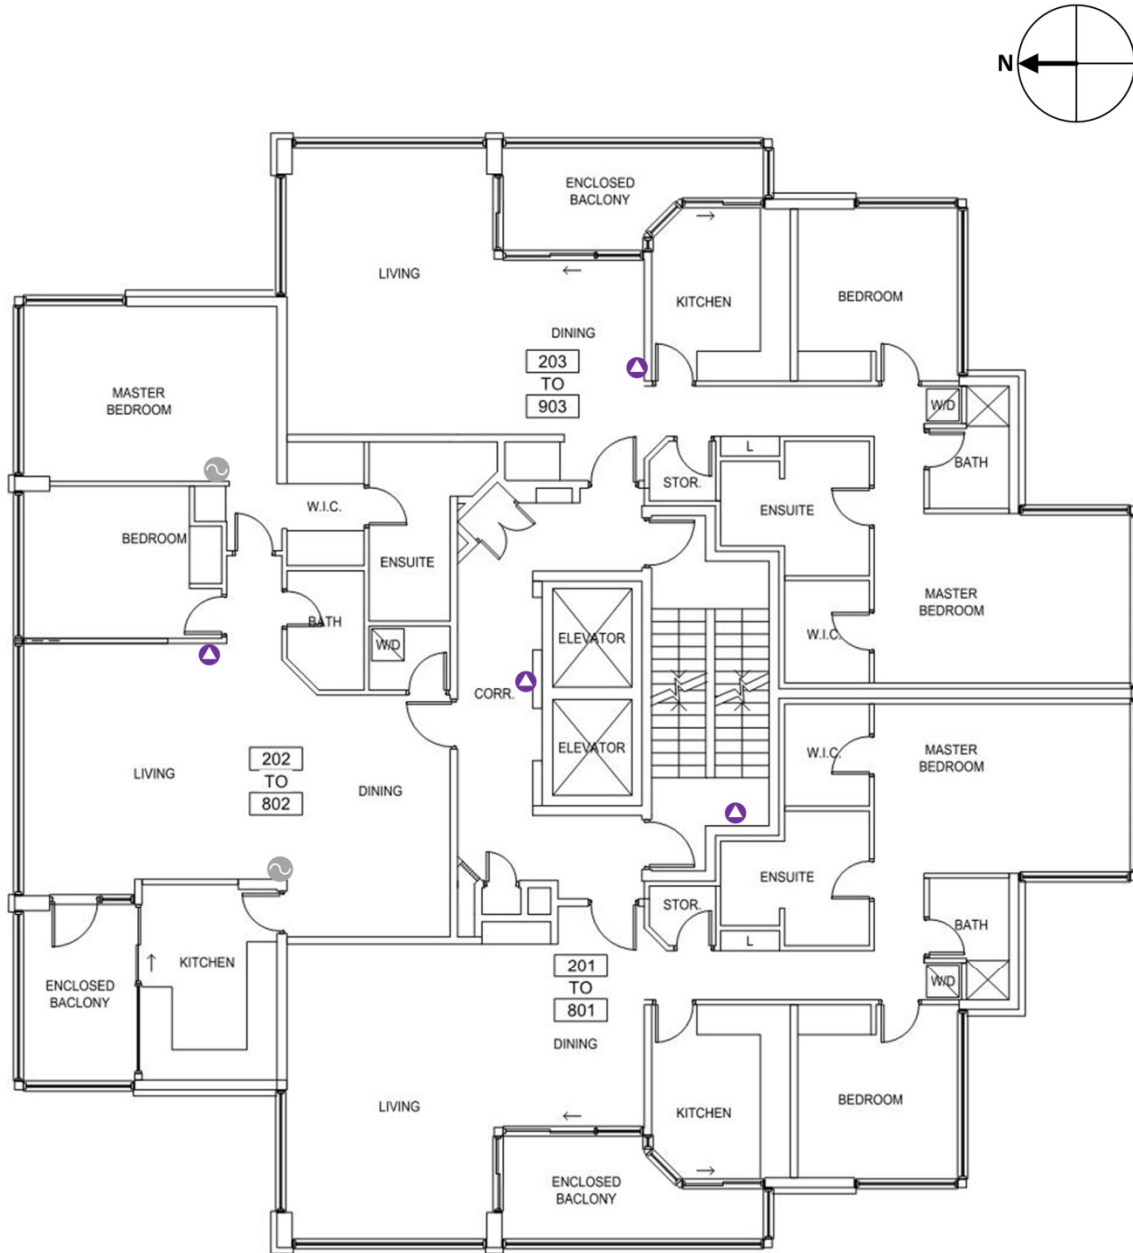 N
ENCLOSED
BACLONY
LIVING
KITCHEN
BEDROOM
DINING
203
TO
903
MASTER
BEDROOM
W/D
L
BATH
STOR.
W.I.C.
ENSUITE
BEDROOM
ENSUITE
MASTER
BEDROOM
BATH
ELEVATOR
W.I.C.
W/D
CORR.
ELEVATOR
W.I.C.
MASTER
BEDROOM
202
TO
802
LIVING
DINING
ENSUITE
STOR.
BATH
L
201
TO
801
KITCHEN
ENCLOSED
BACLONY
W/D
DINING
LIVING
KITCHEN
BEDROOM
ENCLOSED
BACLONY